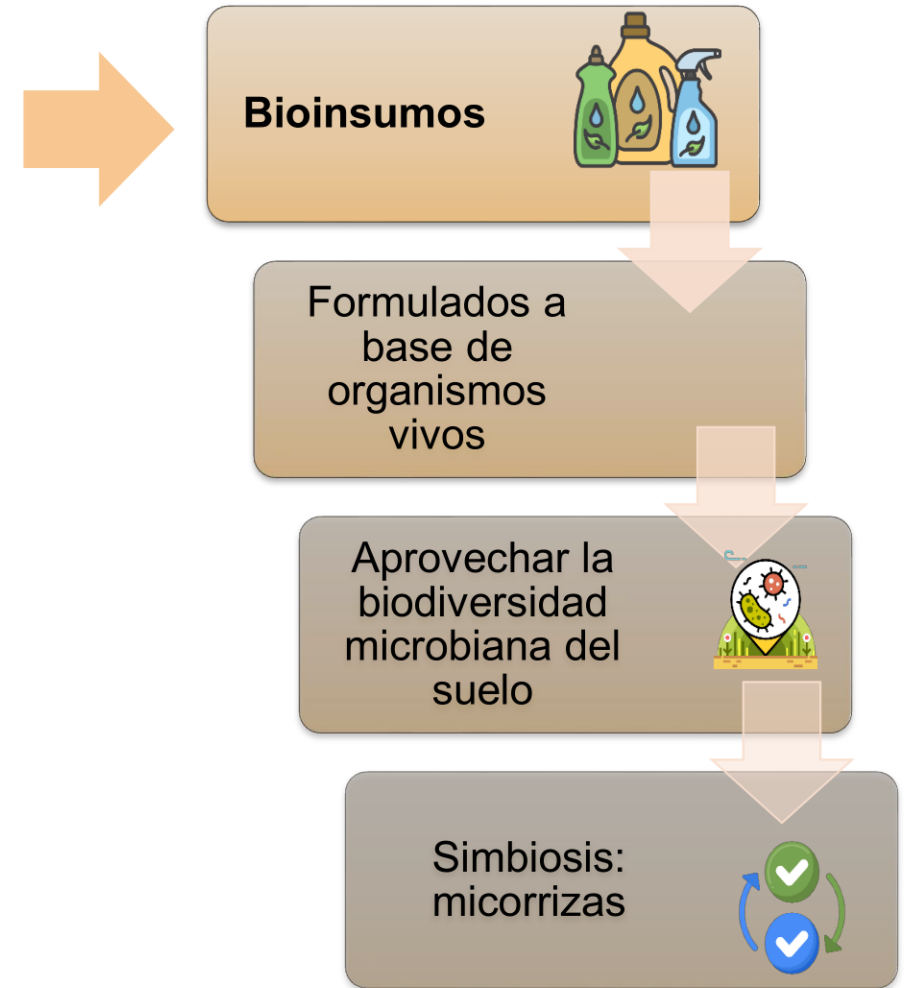 Bioinsumos
Formulados a
base de
organismos
vivos
Aprovechar la
biodiversidad
microbiana del
suelo
Simbiosis:
micorrizas